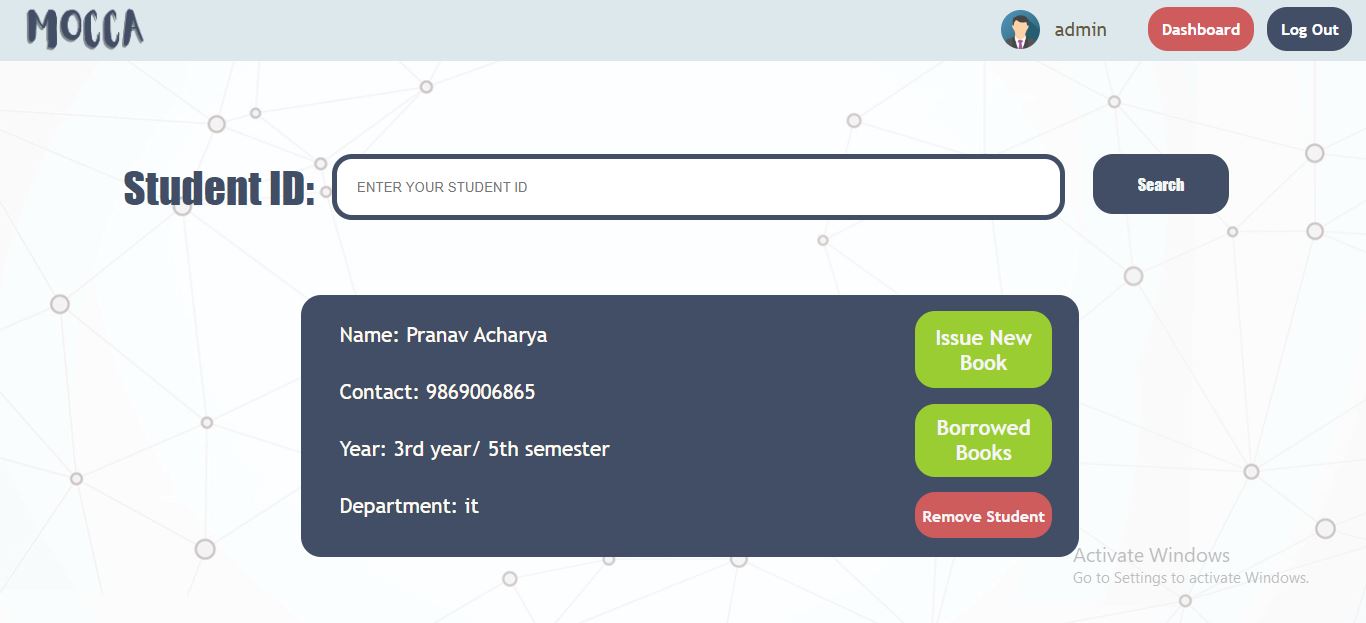 MOCCA
admin
Dashboard
Log Out
Student ID:
ENTER YOUR STUDENT ID
Search
Name: Pranav Acharya
Contact: 9869006865
Year: 3rd year/ 5th semester
Department: it
Issue New
Book
Borrowed
Books
Remove Student
Activate Windows
Go to Settings to activate Windows.